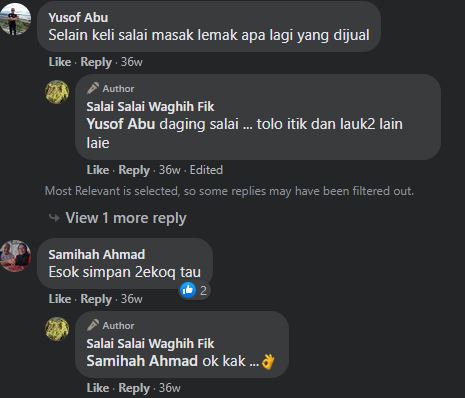 Yusof Abu
Selain keli salai masak lemak apa lagi yang dijual
Like · Reply · 36w
Author
Salai Salai Waghih Fik
Yusof Abu daging salai ... tolo itik dan lauk2 lain
laie
Like · Reply · 36w · Edited
Most Relevant is selected, so some replies may have been filtered out.
View 1 more reply
Samihah Ahmad
Esok simpan 2ekoq tau
2
Like · Reply · 36w
Author
Salai Salai Waghih Fik
Samihah Ahmad ok kak ...👌
Like · Reply · 36w